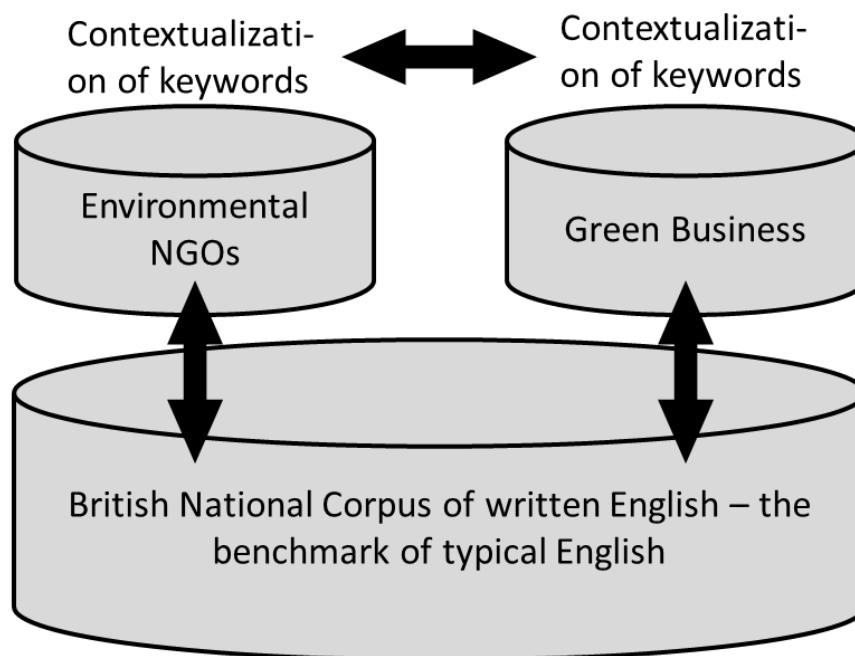 Contextualizati-
on of keywords
Contextualizati-
on of keywords
Environmental
NGOs
Green Business
British National Corpus of written English – the
benchmark of typical English